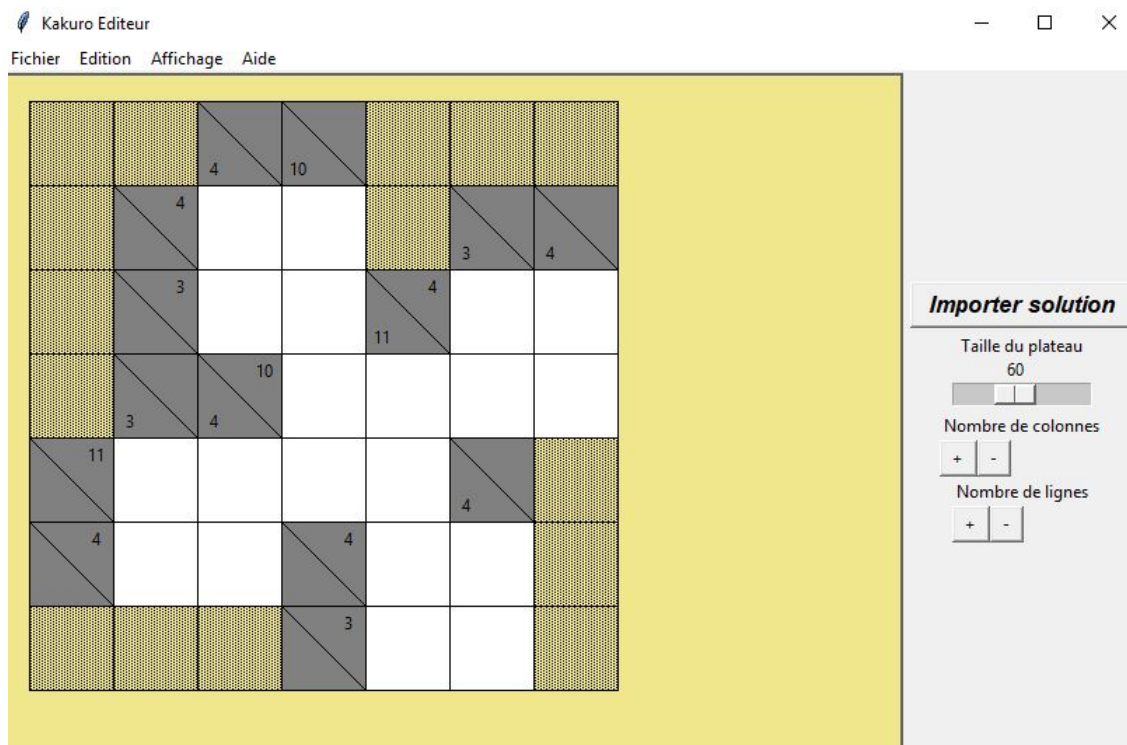 Kakuro Editeur
Fichier Edition Affichage Aide
4 10
4
3 4
3 4
11
10
3 4
11
4
4 4
3
Importer solution
Taille du plateau
60
Nombre de colonnes
+ -
Nombre de lignes
+ -